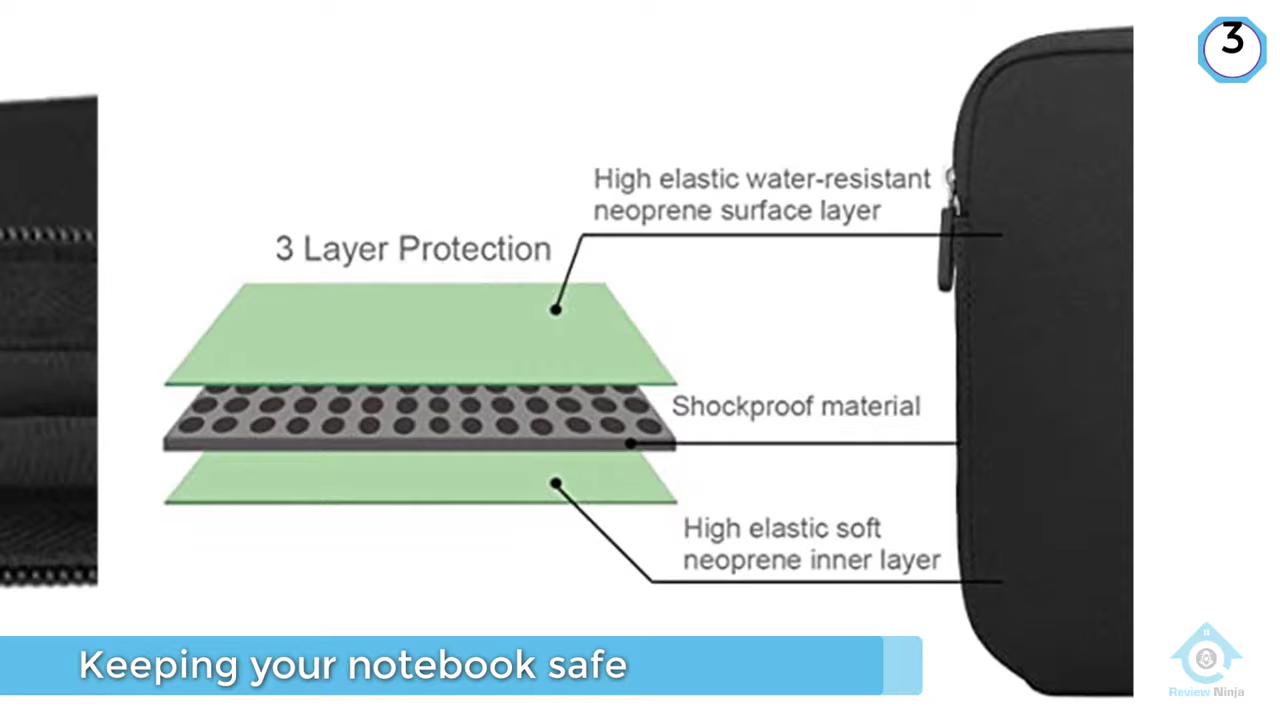 3
High elastic water-resistant
neoprene surface layer
3 Layer Protection
Shockproof material
High elastic soft
neoprene inner layer
Keeping your notebook safe
Review Ninja